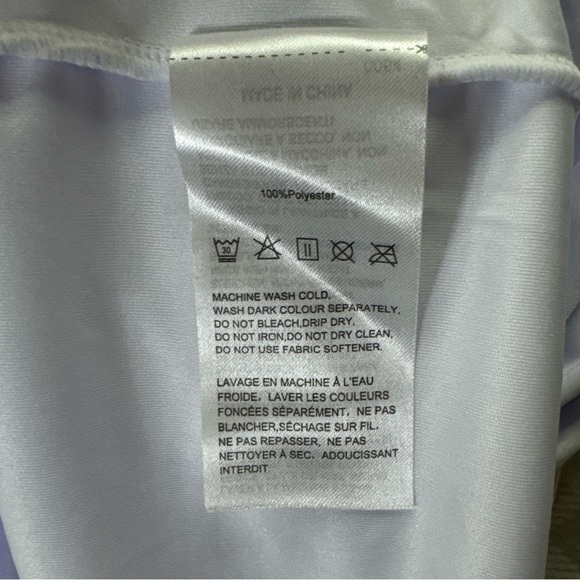 100%Polyester
30
MACHINE WASH COLD,
WASH DARK COLOUR SEPARATELY,
DO NOT BLEACH,DRIP DRY.
DO NOT IRON,DO NOT DRY CLEAN,
DO NOT USE FABRIC SOFTENER.
LAVAGE EN MACHINE À L'EAU
FROIDE, LAVER LES COULEURS
FONCÉES SÉPARÉMENT, NE PAS
BLANCHER,SÉCHAGE SUR FIL.
NE PAS REPASSER, NE PAS
NETTOYER À SEC, ADOUCISSANT
INTERDIT